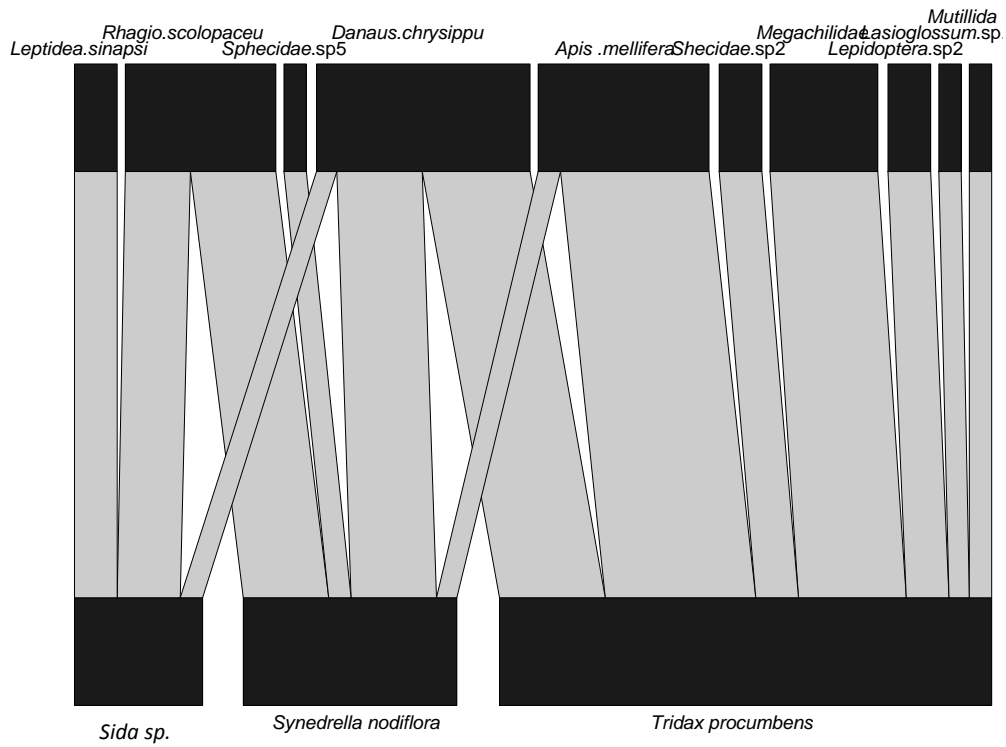 Mutillida
Rhagio.scolopaceu Danaus.chrysippu Megachilidae Lasioglossum.sp
Leptidea.sinapsi Sphecidae.sp5 Apis .mellifera Shecidae.sp2 Lepidoptera.sp2
Sida sp. Synedrella nodiflora Tridax procumbens